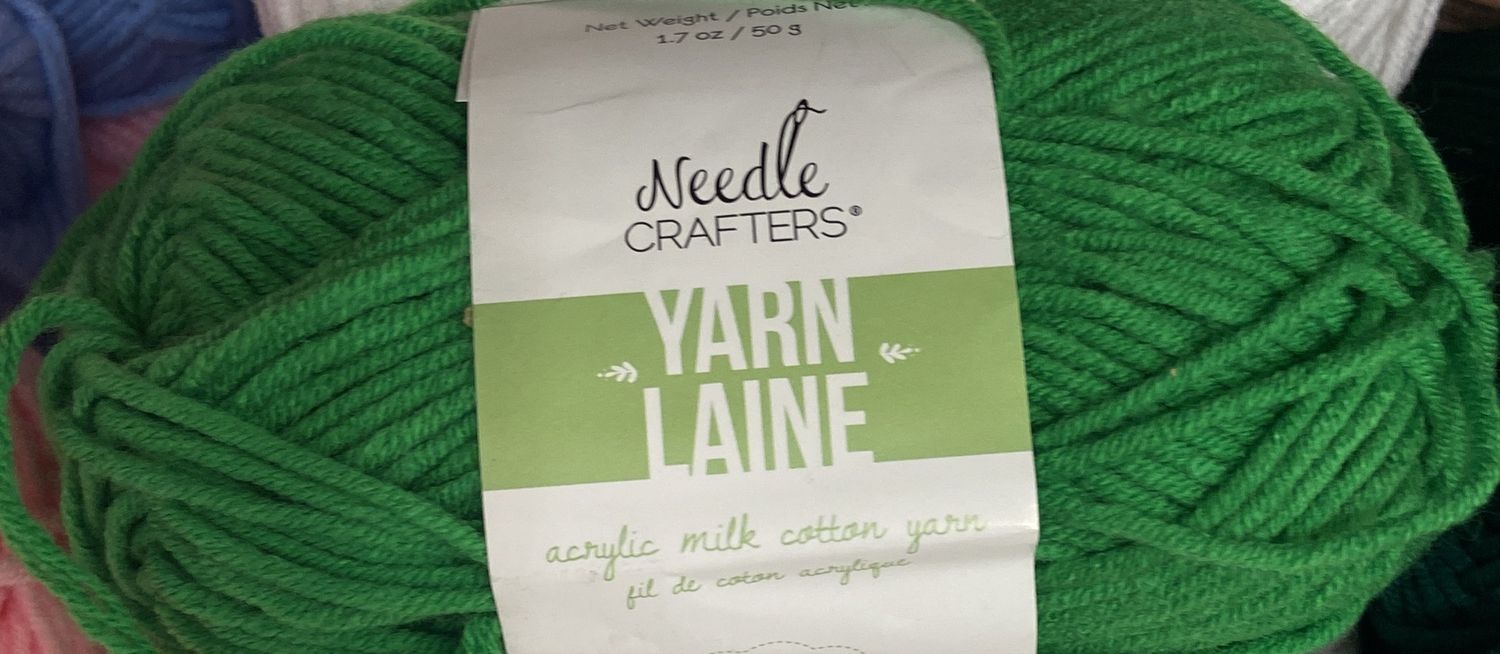 Net Weight / Poids Net
1.7 oz / 50 g
Needle
CRAFTERS®
YARN
LAINE
acrylic milk cotton yarn
fil de coton acrylique